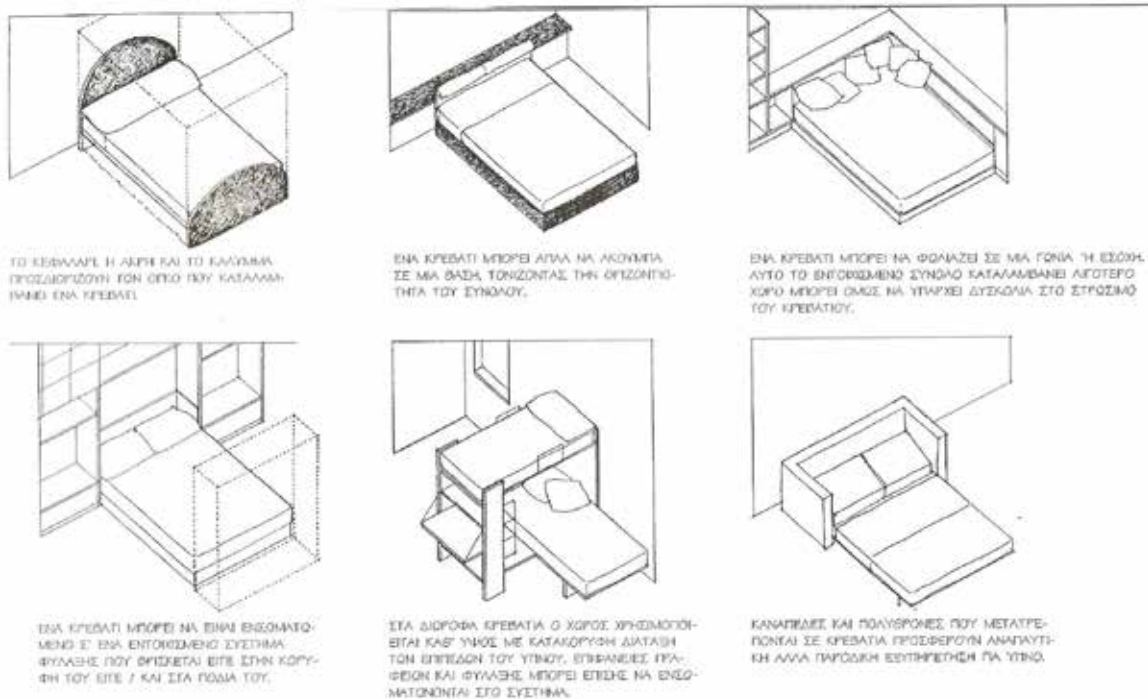 ΤΟ ΚΕΦΑΛΑΡΙ, Η ΑΚΡΗ ΚΑΙ ΤΟ ΚΑΛΥΜΜΑ
ΠΡΟΣΔΙΟΡΙΖΟΥΝ ΤΟΝ ΟΓΚΟ ΠΟΥ ΚΑΤΑΛΑΜ-
ΒΑΝΕΙ ΕΝΑ ΚΡΕΒΑΤΙ.
ΕΝΑ ΚΡΕΒΑΤΙ ΜΠΟΡΕΙ ΑΠΛΑ ΝΑ ΑΚΟΥΜΠΑ
ΣΕ ΜΙΑ ΒΑΣΗ, ΤΟΝΙΖΟΝΤΑΣ ΤΗΝ ΟΡΙΖΟΝΤΙΟ-
ΤΗΤΑ ΤΟΥ ΣΥΝΟΛΟΥ.
ΕΝΑ ΚΡΕΒΑΤΙ ΜΠΟΡΕΙ ΝΑ ΦΩΛΙΑΖΕΙ ΣΕ ΜΙΑ ΓΩΝΙΑ Ή ΕΣΟΧΗ.
ΑΥΤΟ ΤΟ ΕΝΤΟΙΧΙΣΜΕΝΟ ΣΥΝΟΛΟ ΚΑΤΑΛΑΜΒΑΝΕΙ ΛΙΓΟΤΕΡΟ
ΧΩΡΟ ΜΠΟΡΕΙ ΟΜΩΣ ΝΑ ΥΠΑΡΧΕΙ ΔΥΣΚΟΛΙΑ ΣΤΟ ΣΤΡΩΣΙΜΟ
ΤΟΥ ΚΡΕΒΑΤΙΟΥ.
ΕΝΑ ΚΡΕΒΑΤΙ ΜΠΟΡΕΙ ΝΑ ΕΙΝΑΙ ΕΝΣΩΜΑΤΩ-
ΜΕΝΟ Σ' ΕΝΑ ΕΝΤΟΙΧΙΣΜΕΝΟ ΣΥΣΤΗΜΑ
ΦΥΛΑΞΗΣ ΠΟΥ ΒΡΙΣΚΕΤΑΙ ΕΙΤΕ ΣΤΗΝ ΚΟΡΥ-
ΦΗ ΤΟΥ ΕΙΤΕ / ΚΑΙ ΣΤΑ ΠΟΔΙΑ ΤΟΥ.
ΣΤΑ ΔΙΩΡΟΦΑ ΚΡΕΒΑΤΙΑ Ο ΧΩΡΟΣ ΧΡΗΣΙΜΟΠΟΙ-
ΕΙΤΑΙ ΚΑΘ' ΥΨΟΣ ΜΕ ΚΑΤΑΚΟΡΥΦΗ ΔΙΑΤΑΞΗ
ΤΩΝ ΕΠΙΠΕΔΩΝ ΤΟΥ ΥΠΝΟΥ. ΕΠΙΦΑΝΕΙΕΣ ΓΡΑ-
ΦΕΙΩΝ ΚΑΙ ΦΥΛΑΞΗΣ ΜΠΟΡΕΙ ΕΠΙΣΗΣ ΝΑ ΕΝΣΩ-
ΜΑΤΩΝΟΝΤΑΙ ΣΤΟ ΣΥΣΤΗΜΑ.
ΚΑΝΑΠΕΔΕΣ ΚΑΙ ΠΟΛΥΘΡΟΝΕΣ ΠΟΥ ΜΕΤΑΤΡΕ-
ΠΟΝΤΑΙ ΣΕ ΚΡΕΒΑΤΙΑ ΠΡΟΣΦΕΡΟΥΝ ΑΝΑΠΑΥΤΙ-
ΚΗ ΑΛΛΑ ΠΑΡΟΔΙΚΗ ΕΞΥΠΗΡΕΤΗΣΗ ΓΙΑ ΥΠΝΟ.